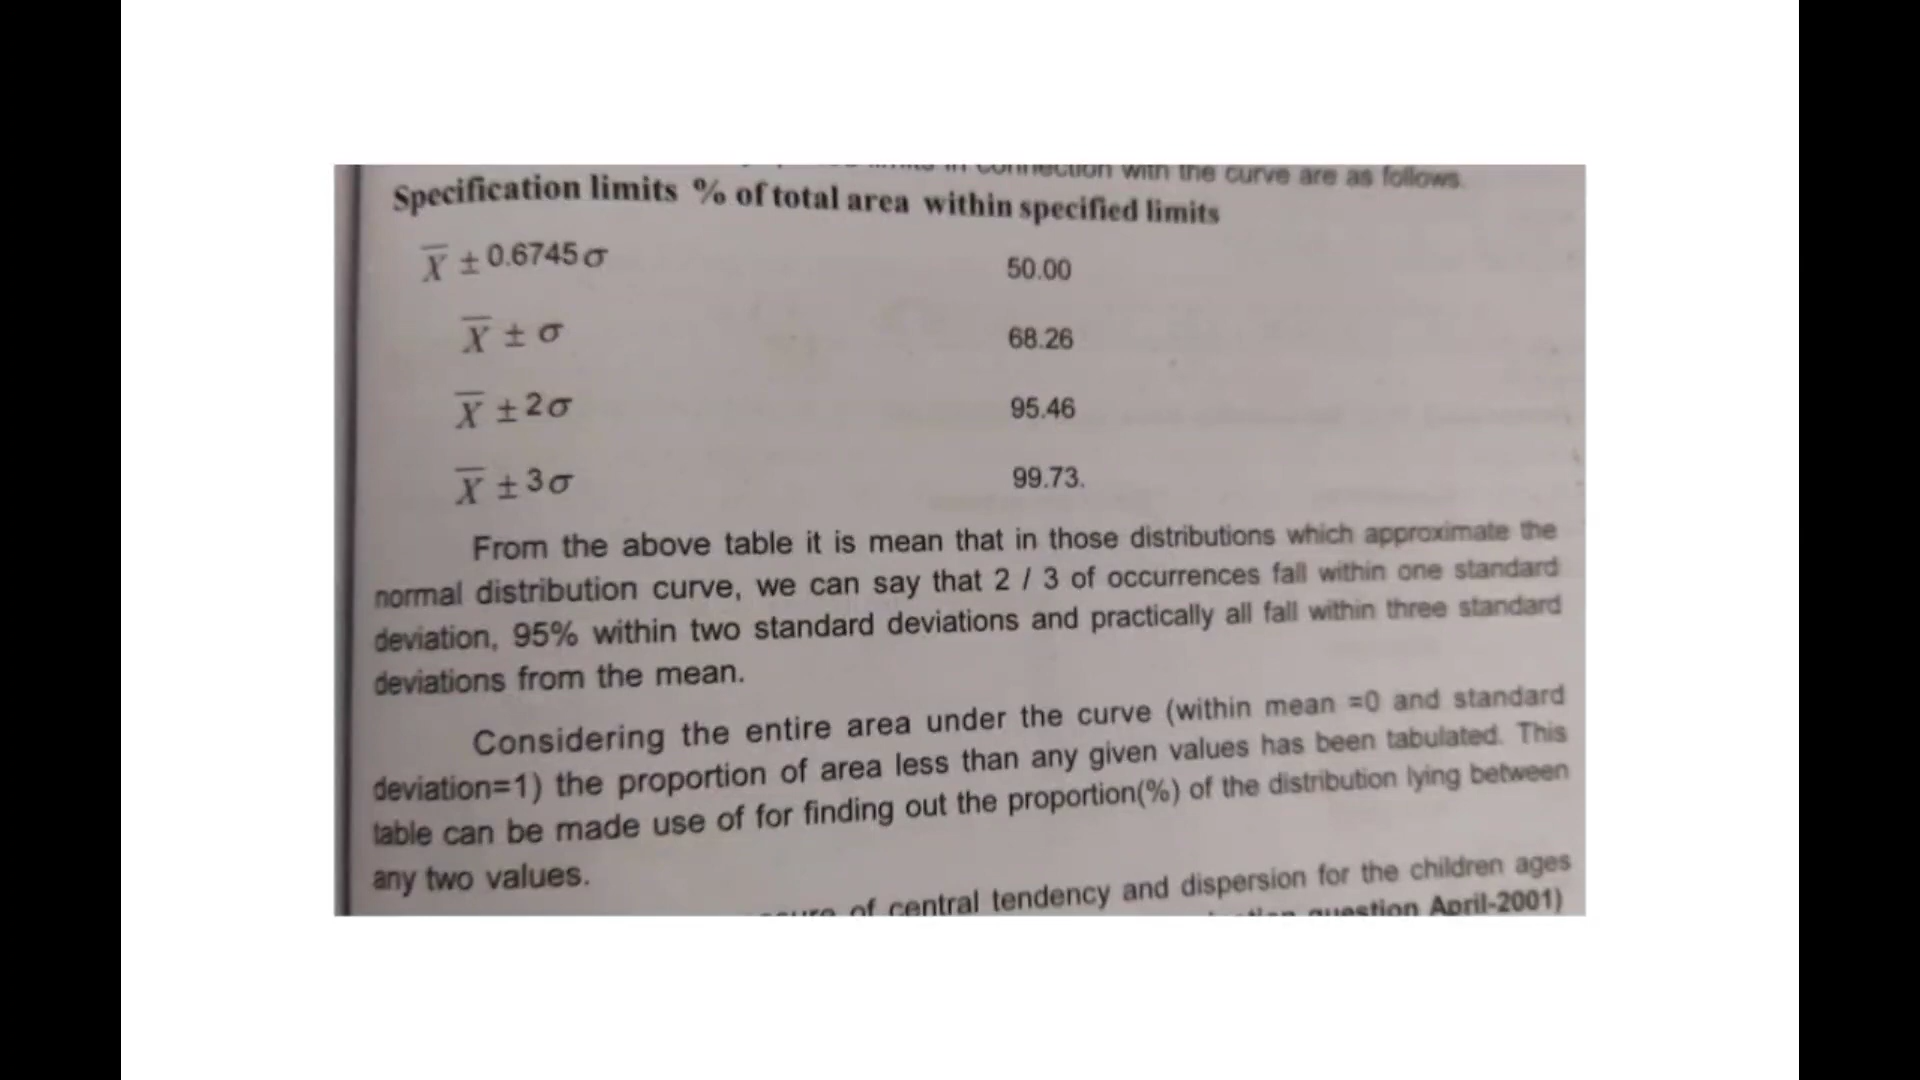 in connection with the curve are as follows.
Specification limits % of total area within specified limits
X̅ ± 0.6745 σ 50.00
X̅ ± σ 68.26
X̅ ± 2σ 95.46
X̅ ± 3σ 99.73.
From the above table it is mean that in those distributions which approximate the
normal distribution curve, we can say that 2 / 3 of occurrences fall within one standard
deviation, 95% within two standard deviations and practically all fall within three standard
deviations from the mean.
Considering the entire area under the curve (within mean =0 and standard
deviation=1) the proportion of area less than any given values has been tabulated. This
table can be made use of for finding out the proportion(%) of the distribution lying between
any two values.
of central tendency and dispersion for the children ages
question April-2001)